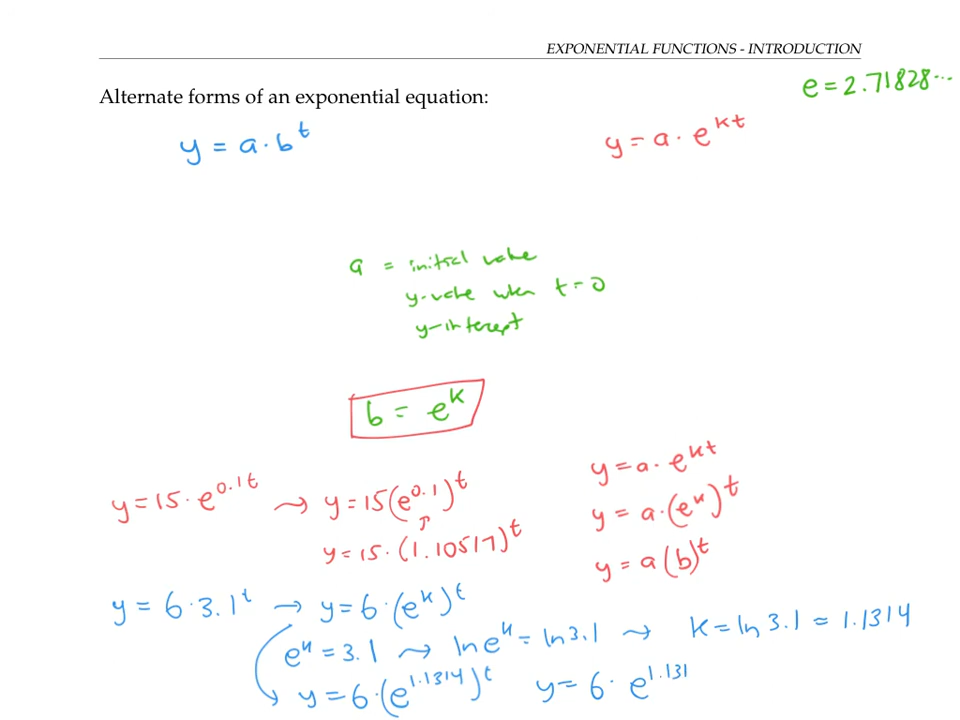 EXPONENTIAL FUNCTIONS - INTRODUCTION
e = 2.71828...
Alternate forms of an exponential equation:
y = a · b^t
y = a · e^{kt}
a = initial value
y-value when t = 0
y-intercept
b = e^k
y = a · e^{kt}
y = a · (e^k)^t
y = a (b)^t
y = 15 · e^{0.1t} → y = 15 (e^{0.1})^t
y = 15 · (1.10517)^t
y = 6 · 3.1^t → y = 6 · (e^k)^t
e^k = 3.1 → ln e^k = ln 3.1 → k = ln 3.1 ≈ 1.1314
y = 6 · (e^{1.1314})^t y = 6 · e^{1.131}